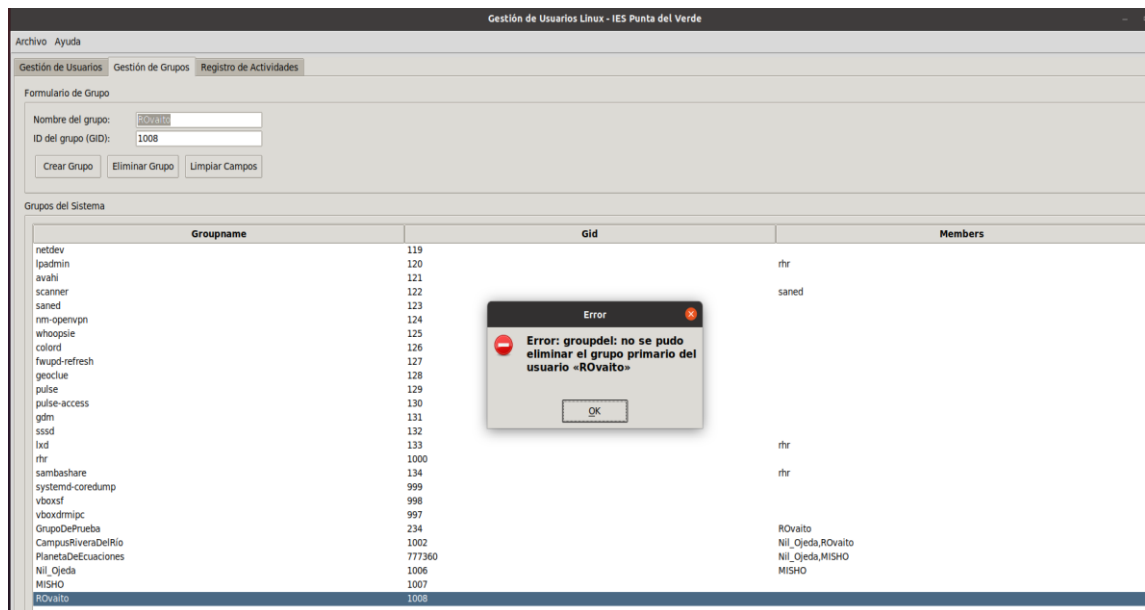 Gestión de Usuarios Linux - IES Punta del Verde
Archivo Ayuda
Gestión de Usuarios Gestión de Grupos Registro de Actividades
Formulario de Grupo
Nombre del grupo: ROvaito
ID del grupo (GID): 1008
Crear Grupo Eliminar Grupo Limpiar Campos
Grupos del Sistema
Groupname Gid Members
netdev 119
lpadmin 120 rhr
avahi 121
scanner 122 saned
saned 123
nm-openvpn 124
whoopsie 125
colord 126
fwupd-refresh 127
geoclue 128
pulse 129
pulse-access 130
gdm 131
sssd 132
lxd 133 rhr
rhr 1000
sambashare 134 rhr
systemd-coredump 999
vboxsf 998
vboxdrmipc 997
GrupoDePrueba 234 ROvaito
CampusRiveraDelRío 1002 Nil_Ojeda,ROvaito
PlanetaDeEcuaciones 777360 Nil_Ojeda,MISHO
Nil_Ojeda 1006 MISHO
MISHO 1007
ROvaito 1008
Error
Error: groupdel: no se pudo
eliminar el grupo primario del
usuario «ROvaito»
OK